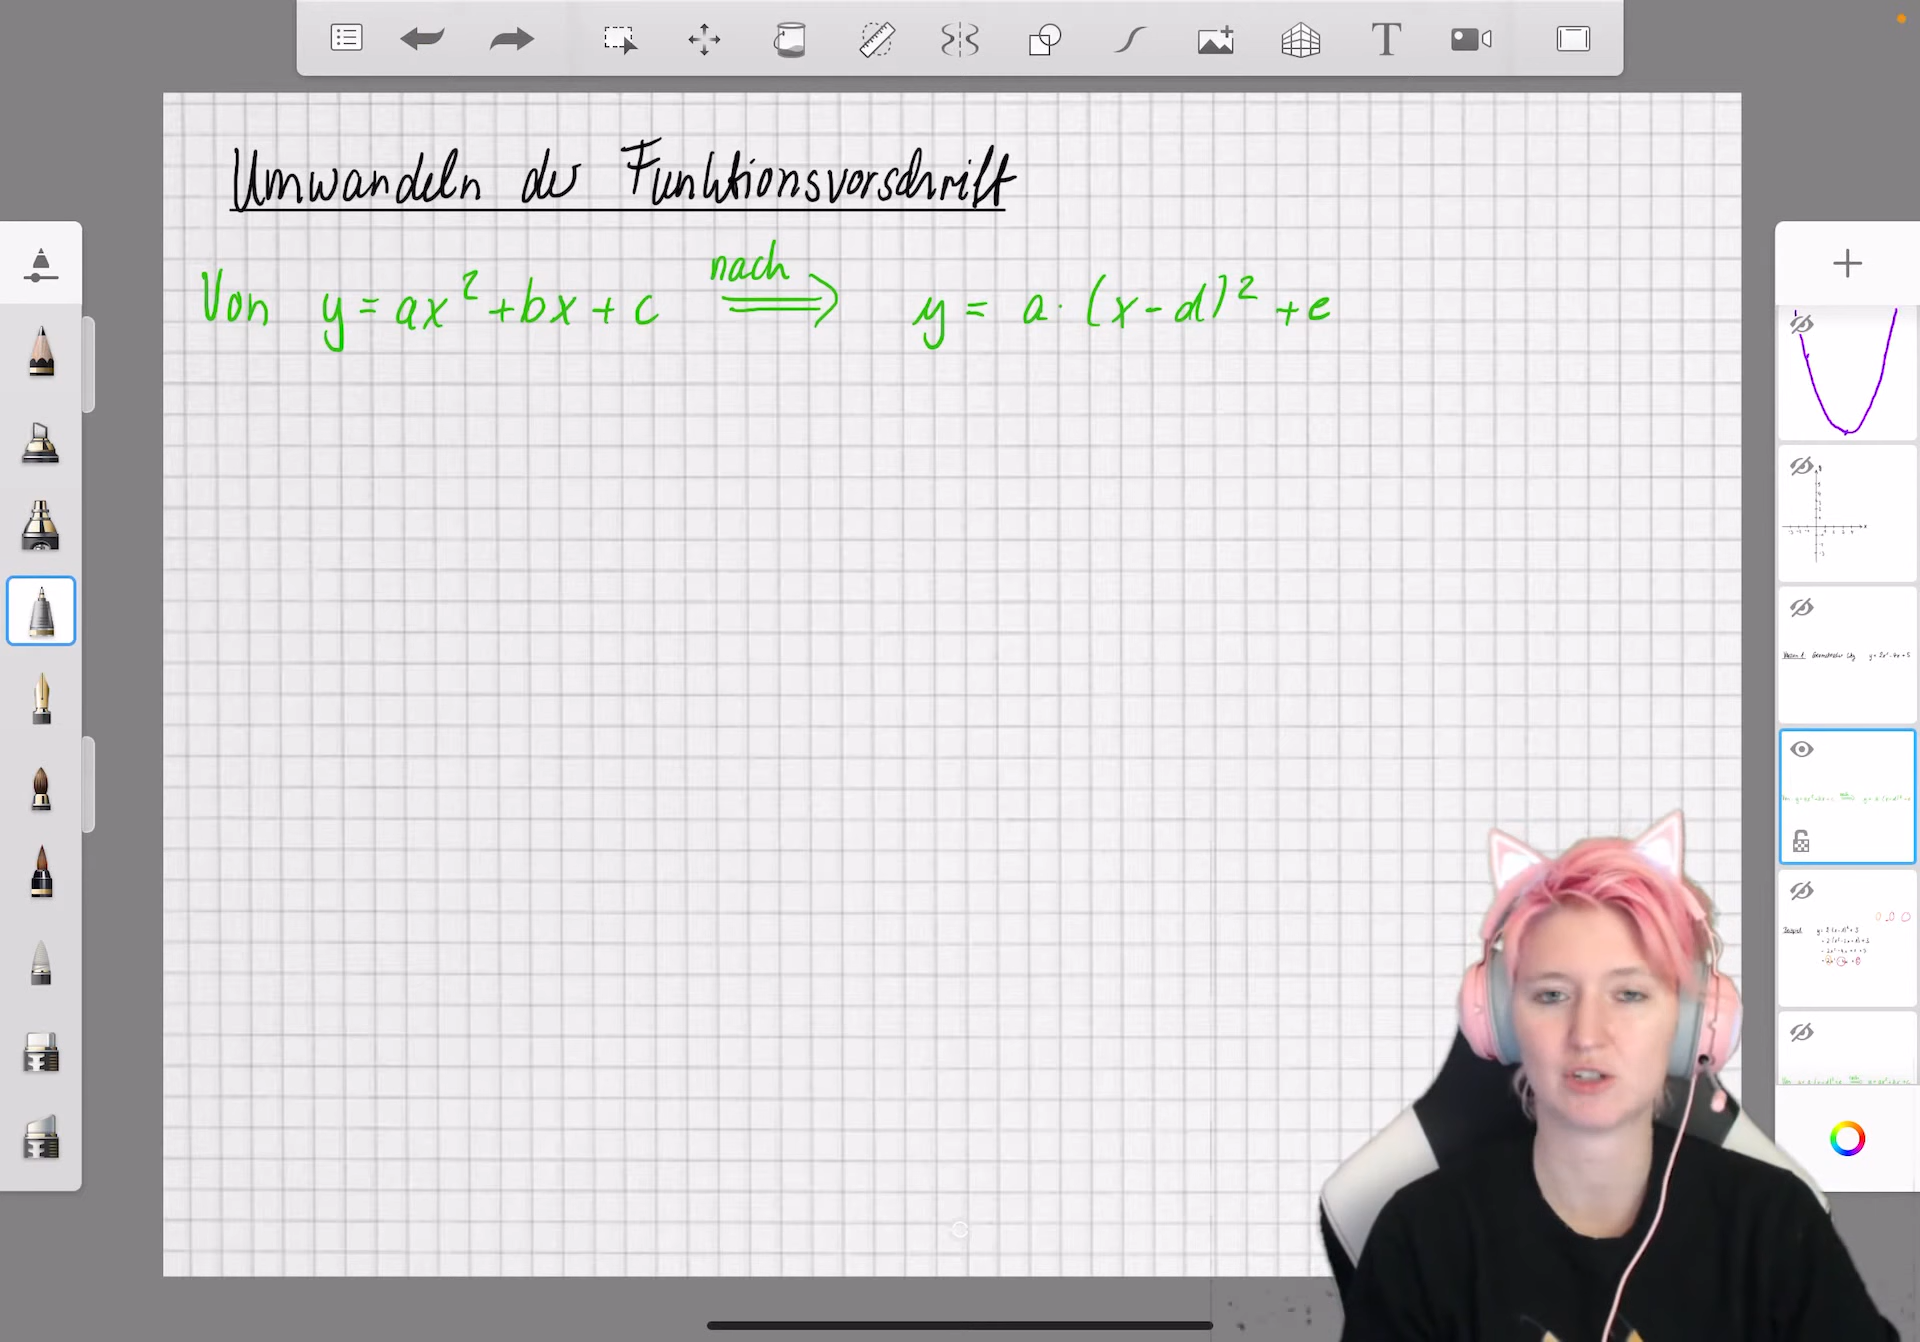 Umwandeln der Funktionsvorschrift
Von y = ax² + bx + c nach ⇒ y = a · (x - d)² + e
T